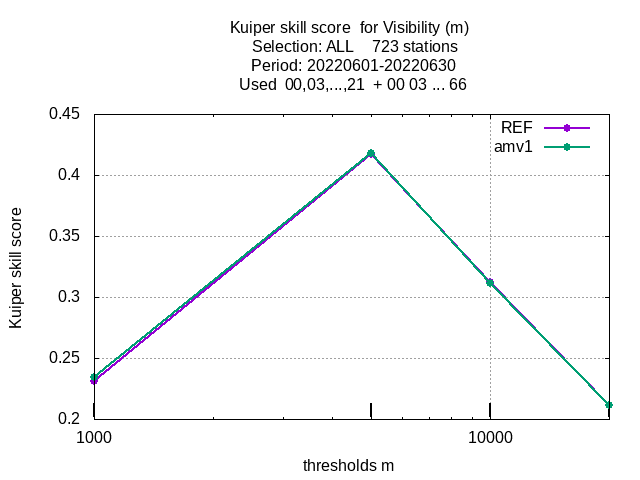 Kuiper skill score  for Visibility (m)
Selection: ALL    723 stations
Period: 20220601-20220630
Used  00,03,...,21  + 00 03 ... 66
0.45
REF
amv1
0.4
0.35
0.3
0.25
0.2
Kuiper skill score
1000
10000
thresholds m